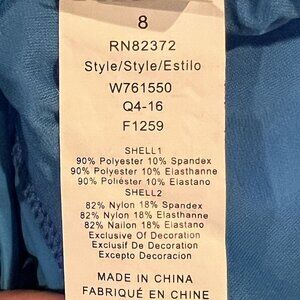 8
RN82372
Style/Style/Estilo
W761550
Q4-16
F1259
SHELL1
90% Polyester 10% Spandex
90% Polyester 10% Elasthanne
90% Poliéster 10% Elastano
SHELL2
82% Nylon 18% Spandex
82% Nylon 18% Elasthanne
82% Nailon 18% Elastano
Exclusive Of Decoration
Exclusif De Decoration
Excepto Decoracion
MADE IN CHINA
FABRIQUÉ EN CHINE